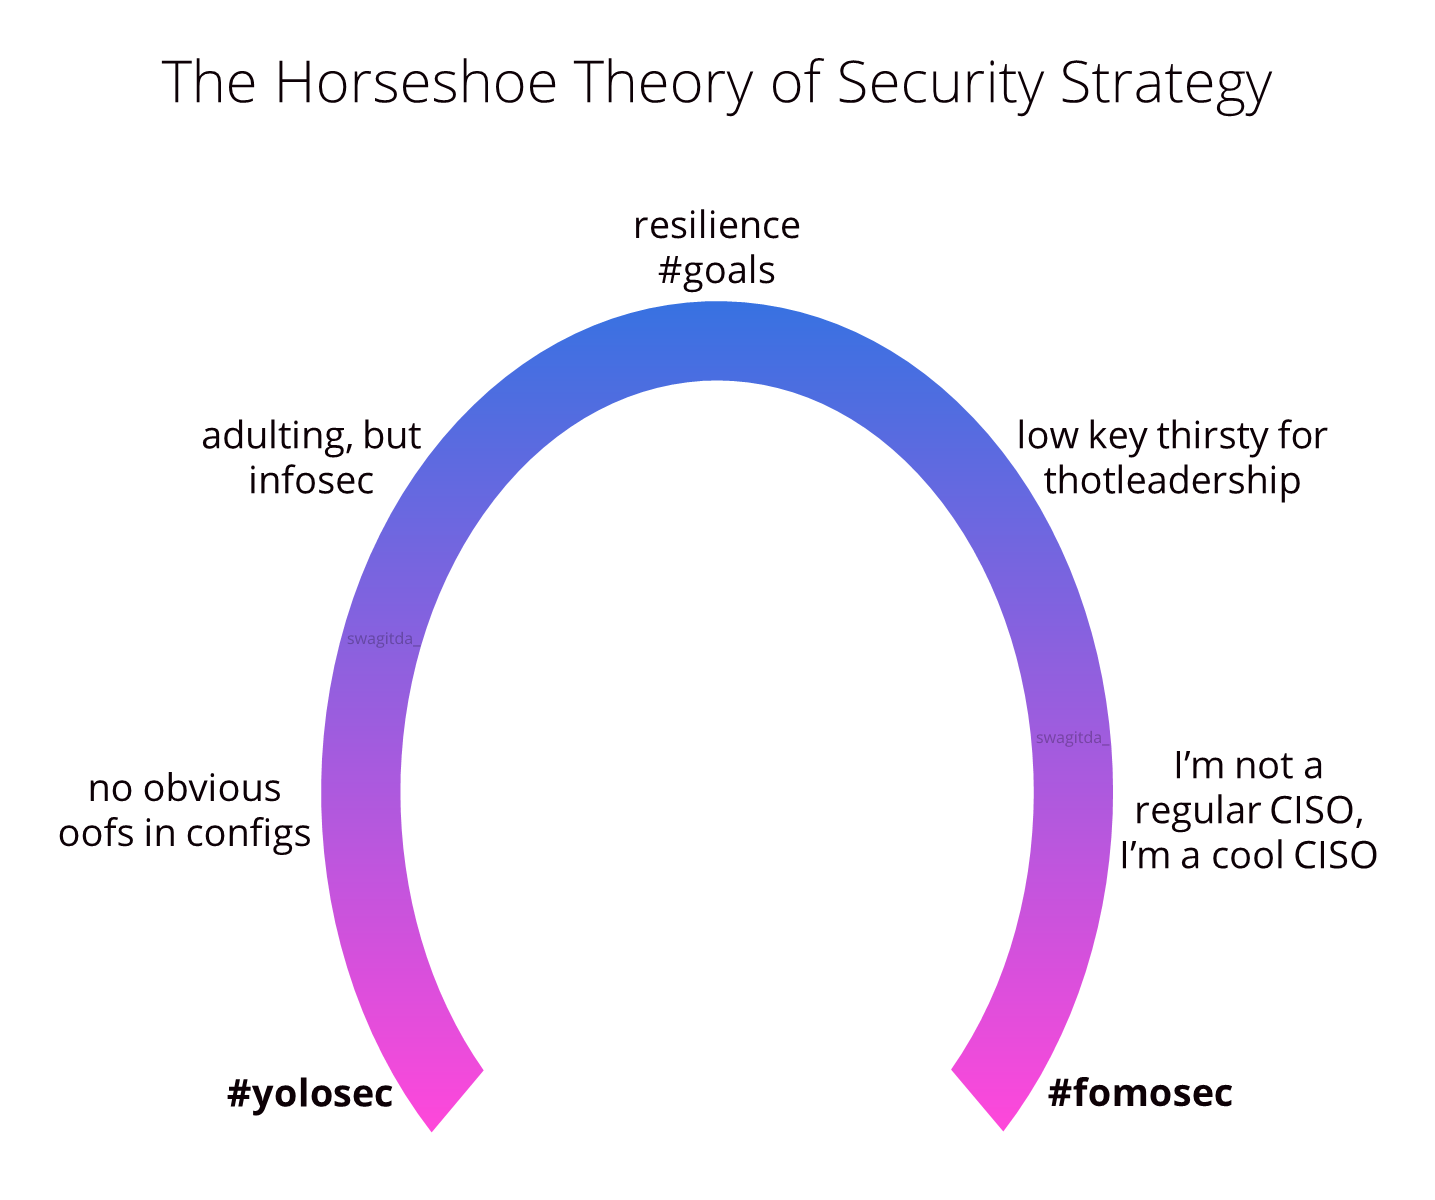 The Horseshoe Theory of Security Strategy
resilience
#goals
adulting, but
infosec
low key thirsty for
thotleadership
swagitda_
swagitda_
no obvious
oofs in configs
I’m not a
regular CISO,
I’m a cool CISO
#yolosec
#fomosec